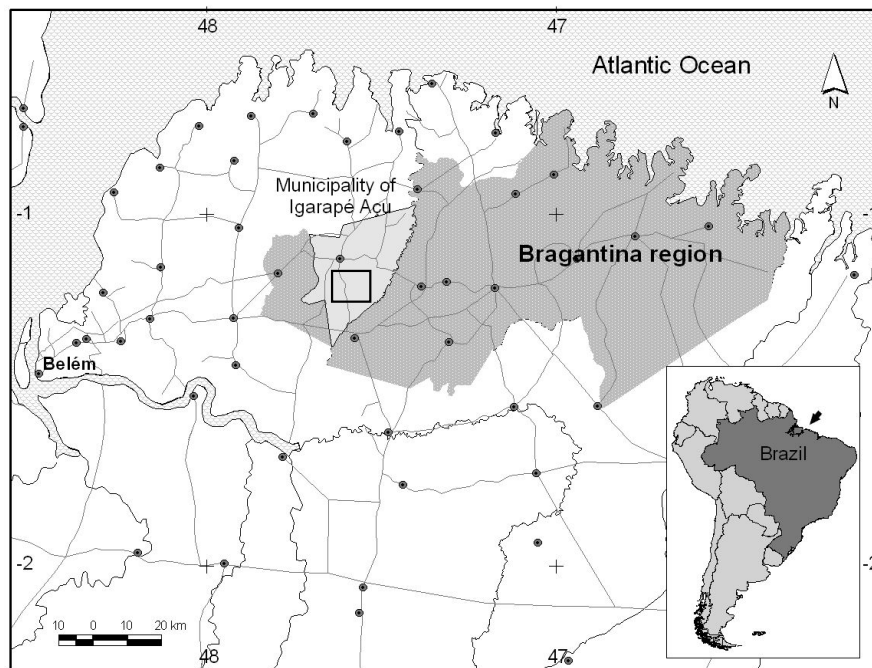 48
47
Atlantic Ocean
N
Municipality of
Igarapé Açu
-1
Bragantina region
Belém
Brazil
-2
-2
10 0 10 20 km
48
47